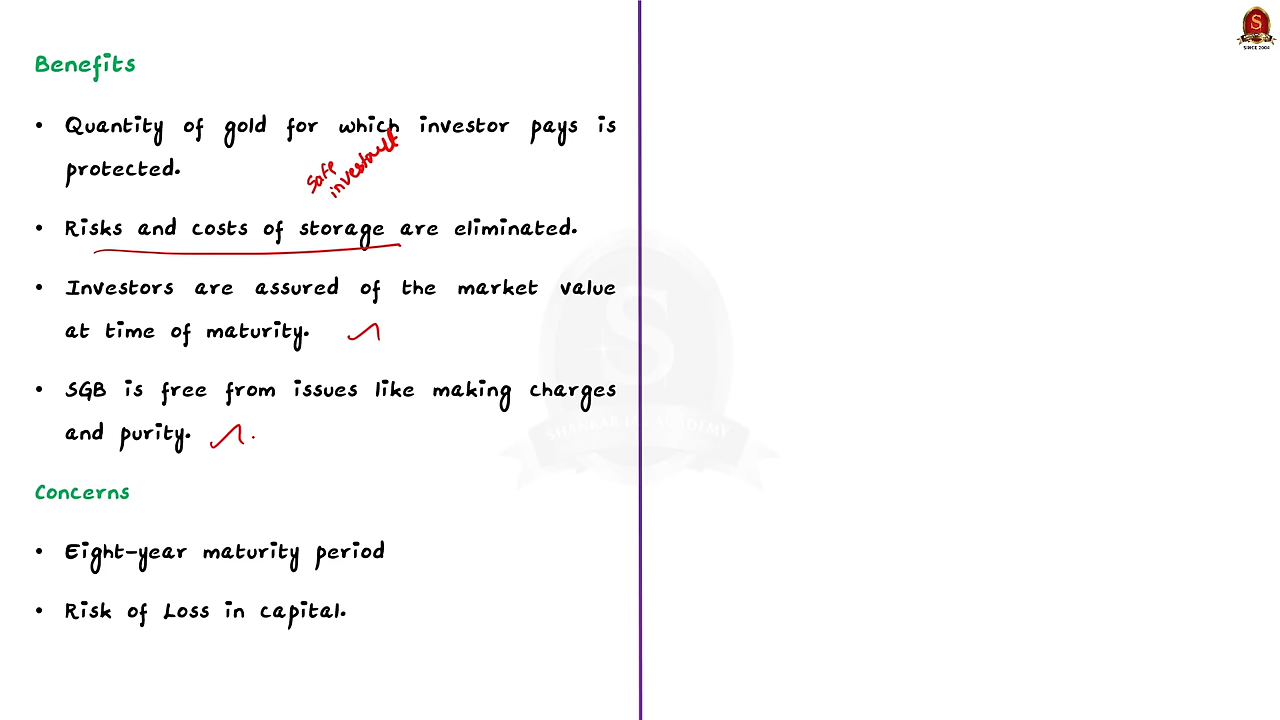 Benefits
• Quantity of gold for which investor pays is
protected.
safe
• Risks and costs of storage are eliminated.
• Investors are assured of the market value
at time of maturity.
• SGB is free from issues like making charges
and purity.
Concerns
• Eight-year maturity period
• Risk of Loss in capital.
S
SINCE 2004
S